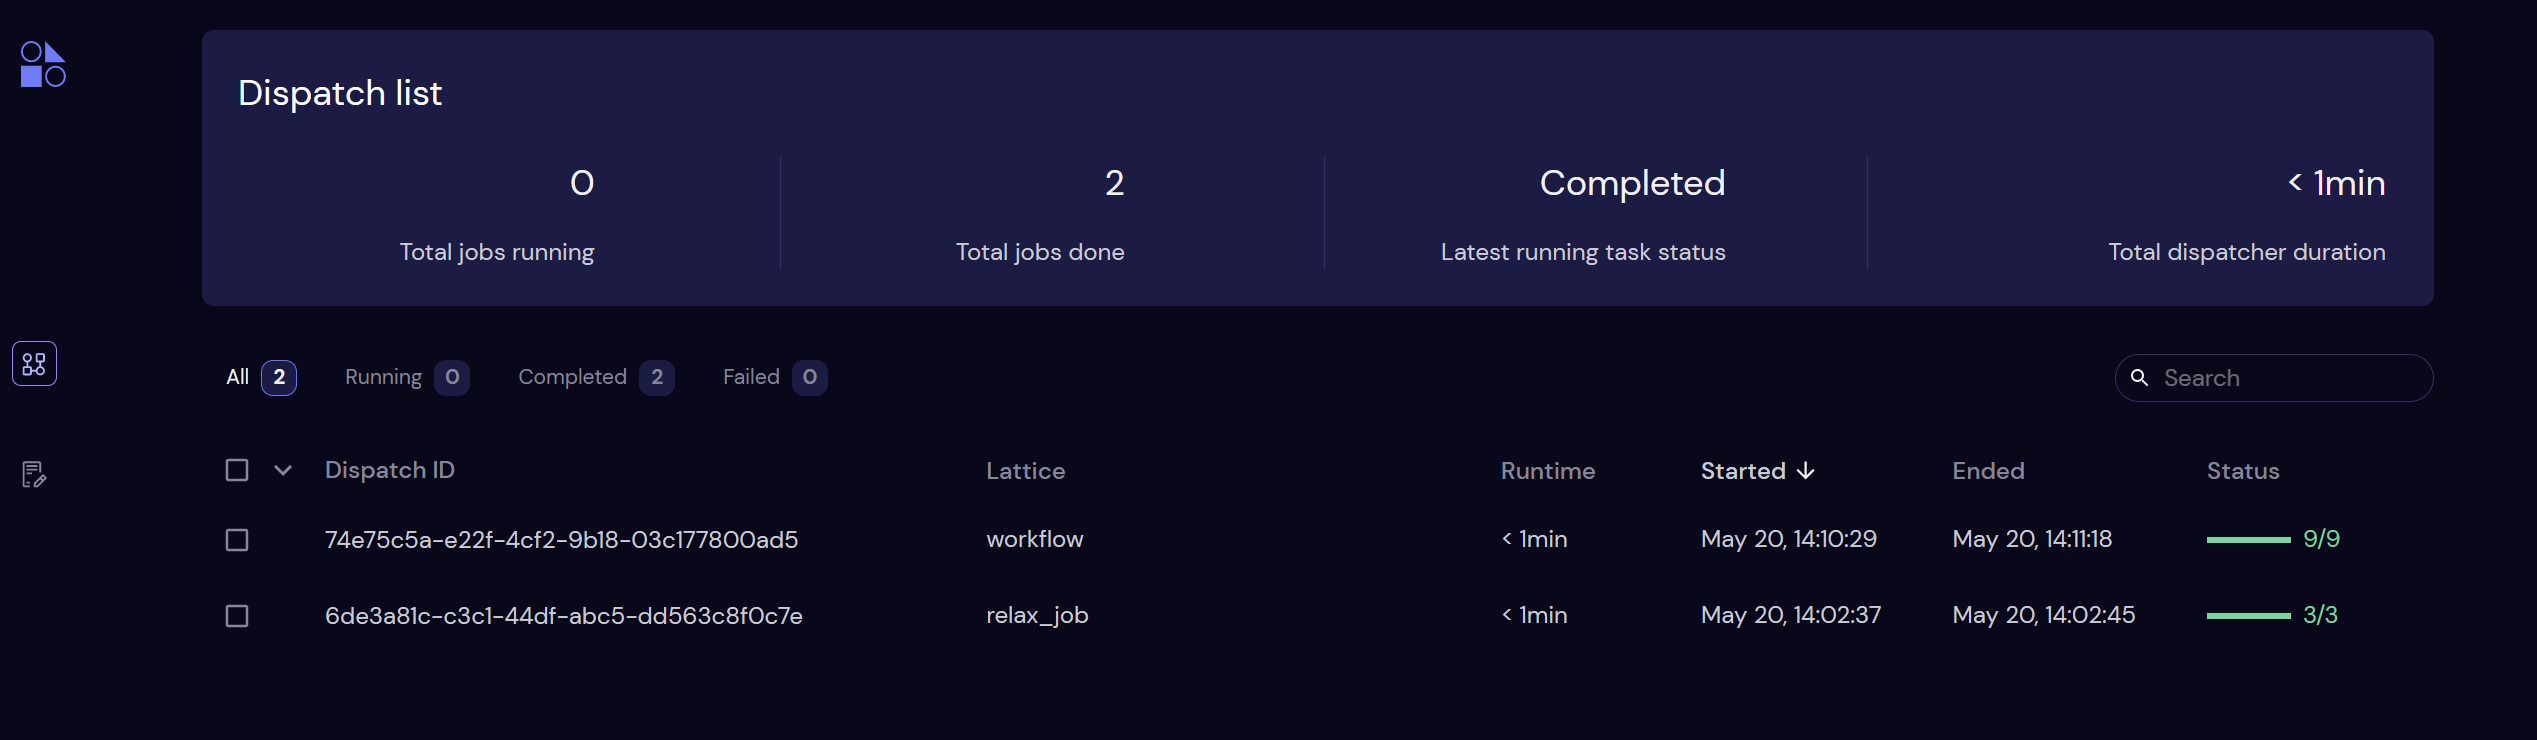 Dispatch list
0 2 Completed < 1min
Total jobs running Total jobs done Latest running task status Total dispatcher duration
All 2 Running 0 Completed 2 Failed 0 Search
Dispatch ID Lattice Runtime Started Ended Status
74e75c5a-e22f-4cf2-9b18-03c177800ad5 workflow < 1min May 20, 14:10:29 May 20, 14:11:18 9/9
6de3a81c-c3c1-44df-abc5-dd563c8f0c7e relax_job < 1min May 20, 14:02:37 May 20, 14:02:45 3/3